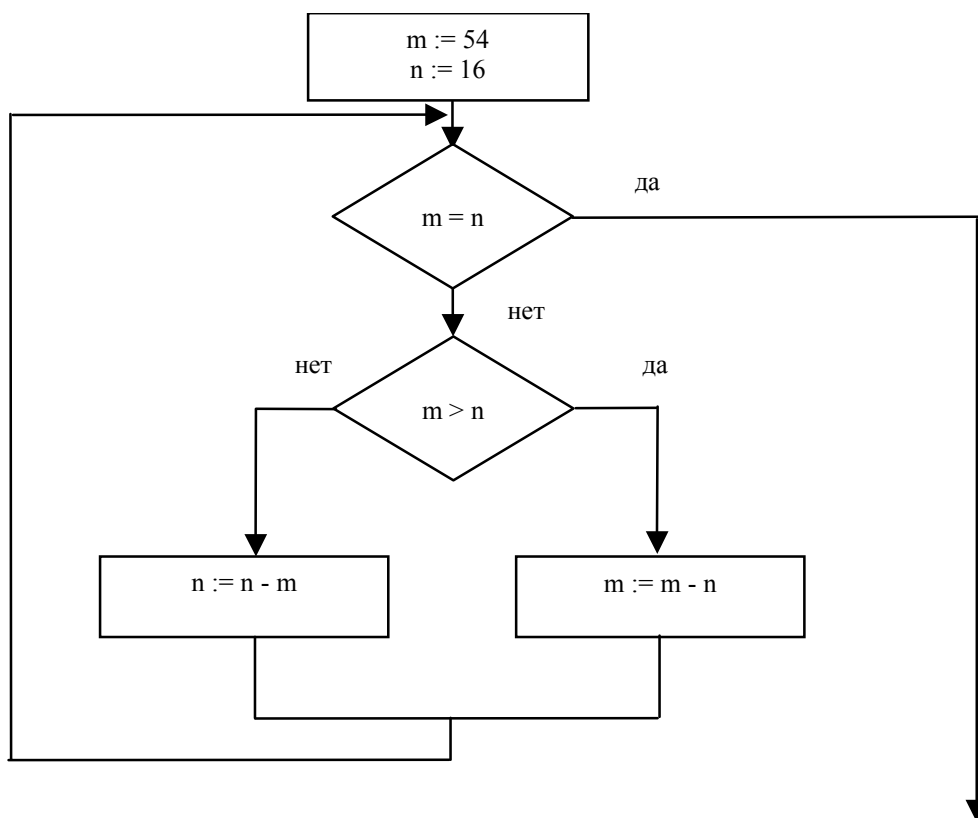 m := 54
n := 16
да
m = n
нет
нет
да
m > n
n := n - m
m := m - n